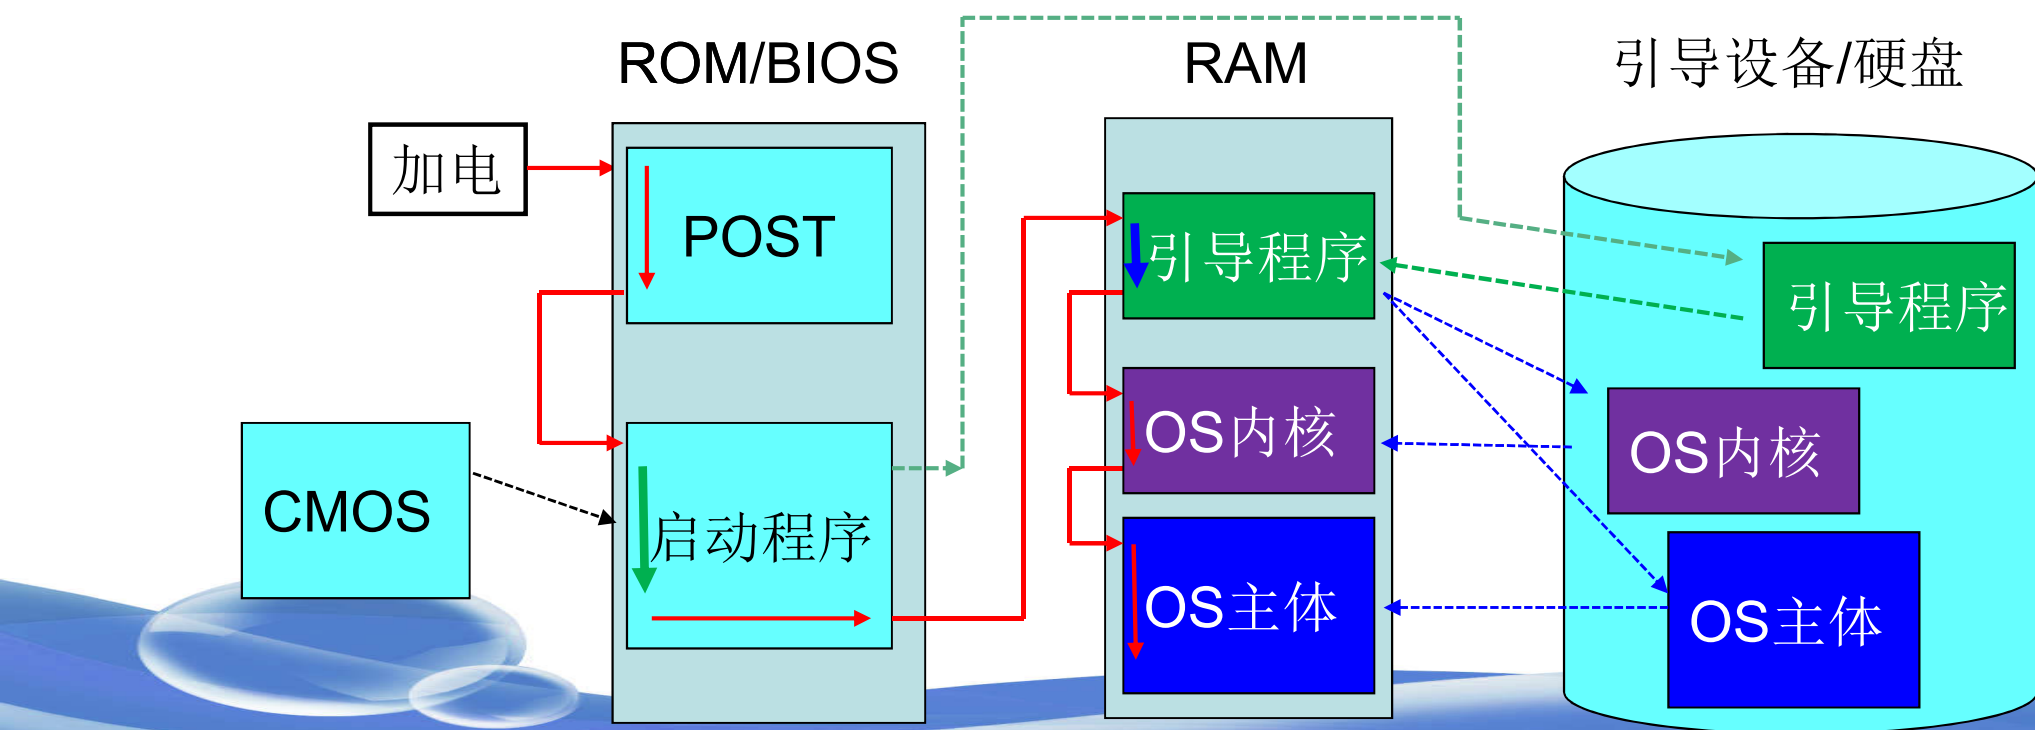 ROM/BIOS
RAM
引导设备/硬盘
加电
POST
引导程序
引导程序
CMOS
启动程序
OS内核
OS内核
OS主体
OS主体